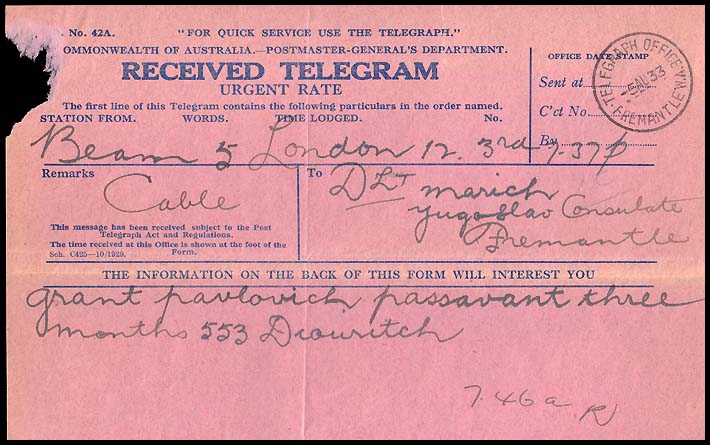 . No. 42A. "FOR QUICK SERVICE USE THE TELEGRAPH."
OMMONWEALTH OF AUSTRALIA.—POSTMASTER-GENERAL'S DEPARTMENT.
RECEIVED TELEGRAM
URGENT RATE
The first line of this Telegram contains the following particulars in the order named.
STATION FROM. WORDS. TIME LODGED. No.
OFFICE DATE STAMP
Sent at
C'ct No
By
TELEGRAPH OFFICE
FREMANTLE W.A.
33
Beam 5 London 12. 3rd 7.37p
Remarks
Cable
This message has been received subject to the Post
Telegraph Act and Regulations.
The time received at this Office is shown at the foot of the
Form.
Sch. C425—10/1929.
To DLT Marich
Yugoslav Consulate
Fremantle
THE INFORMATION ON THE BACK OF THIS FORM WILL INTEREST YOU
grant pavlovich passavant three
months 553 Diouritch
7.46a